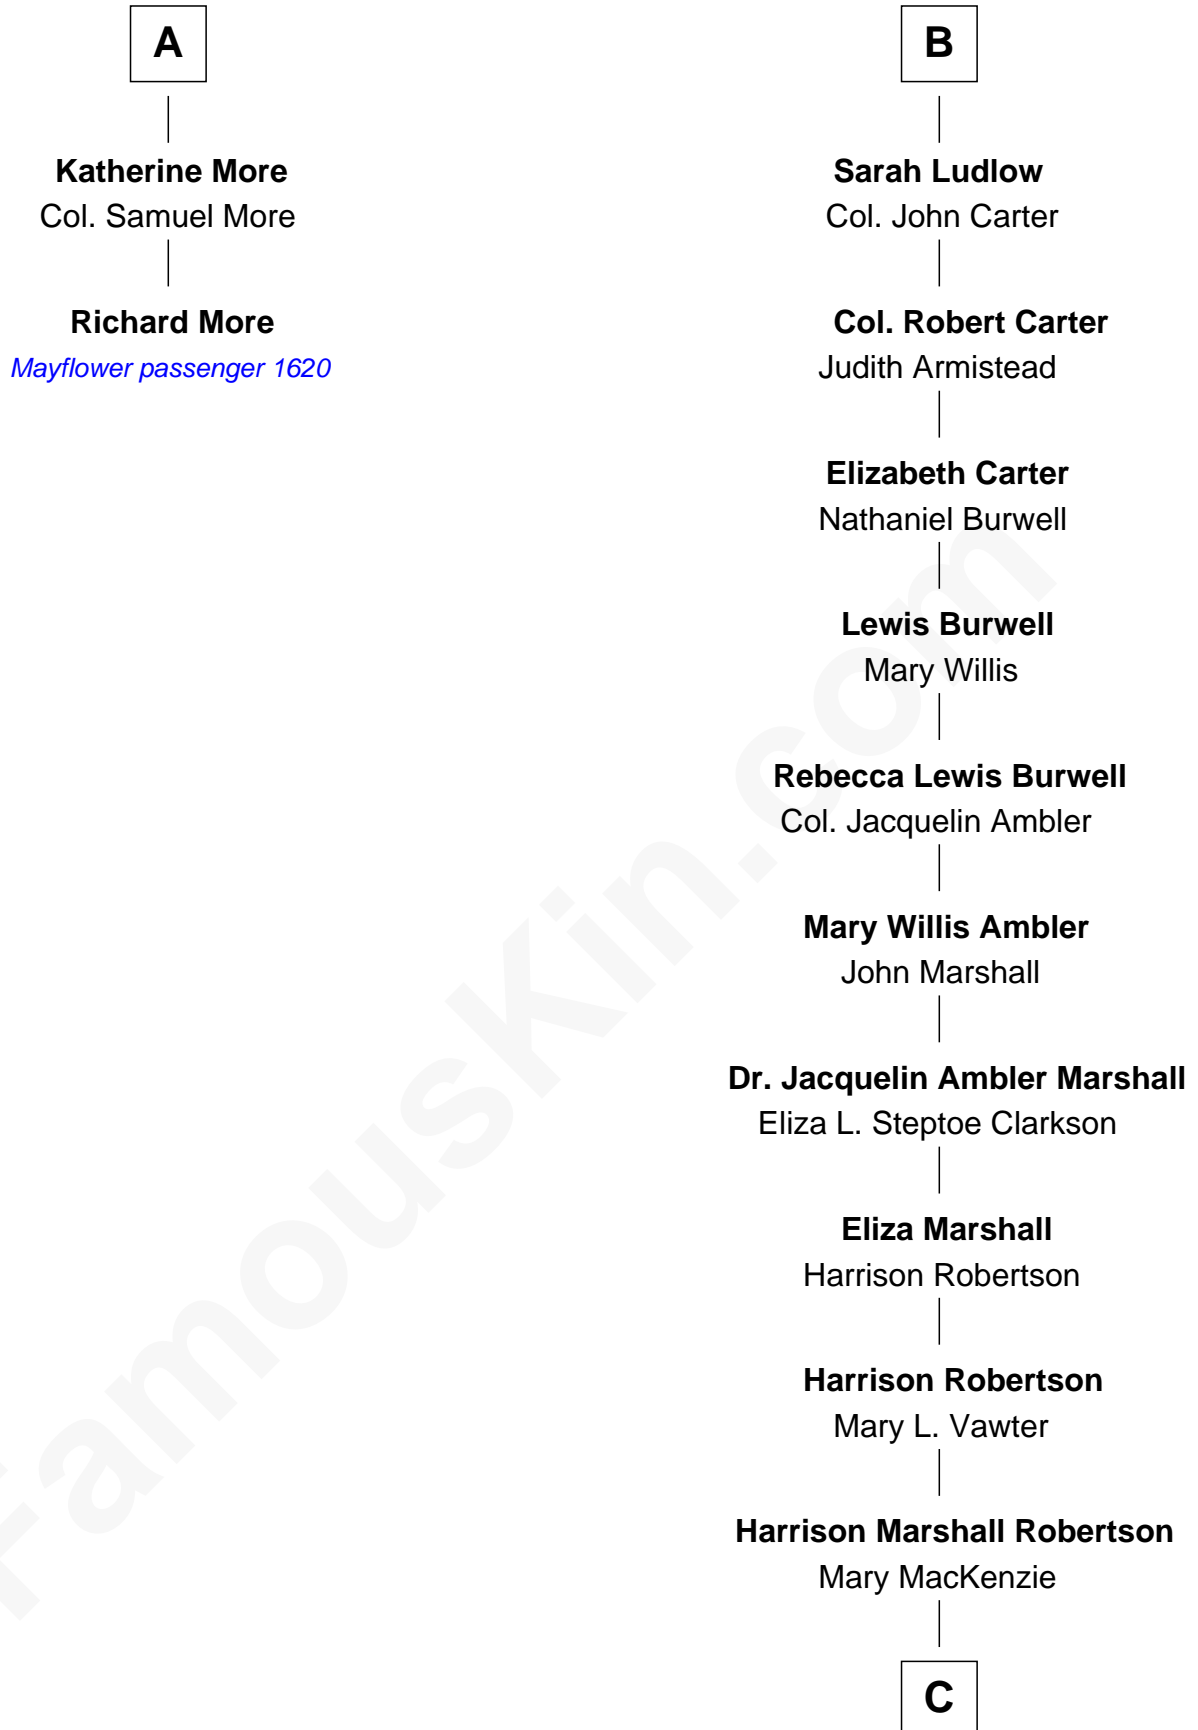 A
Katherine More
Col. Samuel More
Richard More
Mayflower passenger 1620
B
Sarah Ludlow
Col. John Carter
Col. Robert Carter
Judith Armistead
Elizabeth Carter
Nathaniel Burwell
Lewis Burwell
Mary Willis
Rebecca Lewis Burwell
Col. Jacquelin Ambler
Mary Willis Ambler
John Marshall
Dr. Jacquelin Ambler Marshall
Eliza L. Steptoe Clarkson
Eliza Marshall
Harrison Robertson
Harrison Robertson
Mary L. Vawter
Harrison Marshall Robertson
Mary MacKenzie
C
FamousKin.com